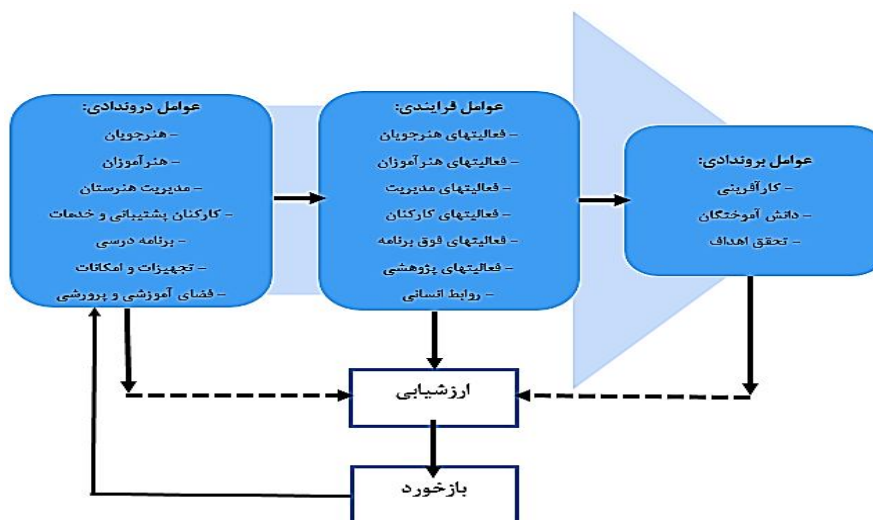 عوامل دروندادی:
– هنرجویان
– هنرآموزان
– مدیریت هنرستان
– کارکنان پشتیبانی و خدمات
– برنامه درسی
– تجهیزات و امکانات
– فضای آموزشی و پرورشی
عوامل فرایندی:
– فعالیتهای هنرجویان
– فعالیتهای هنرآموزان
– فعالیتهای مدیریت
– فعالیتهای کارکنان
– فعالیتهای فوق برنامه
– فعالیتهای پژوهشی
– روابط انسانی
عوامل بروندادی:
– کارآفرینی
– دانش آموختگان
– تحقق اهداف
ارزشیابی
بازخورد